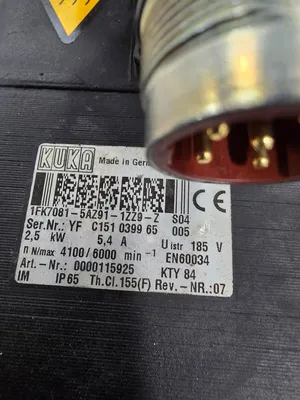 KUKA Made in Germ
1FK7081-5AZ91-1ZZ9-Z S04
Ser.Nr.: YF C151 0399 65 005
2,5 kW 5,4 A U istr 185 V
n N/max 4100/6000 min-1 EN60034
Art.-Nr.: 0000115925 KTY 84
IM IP65 Th.Cl.155(F) Rev.-NR.:07